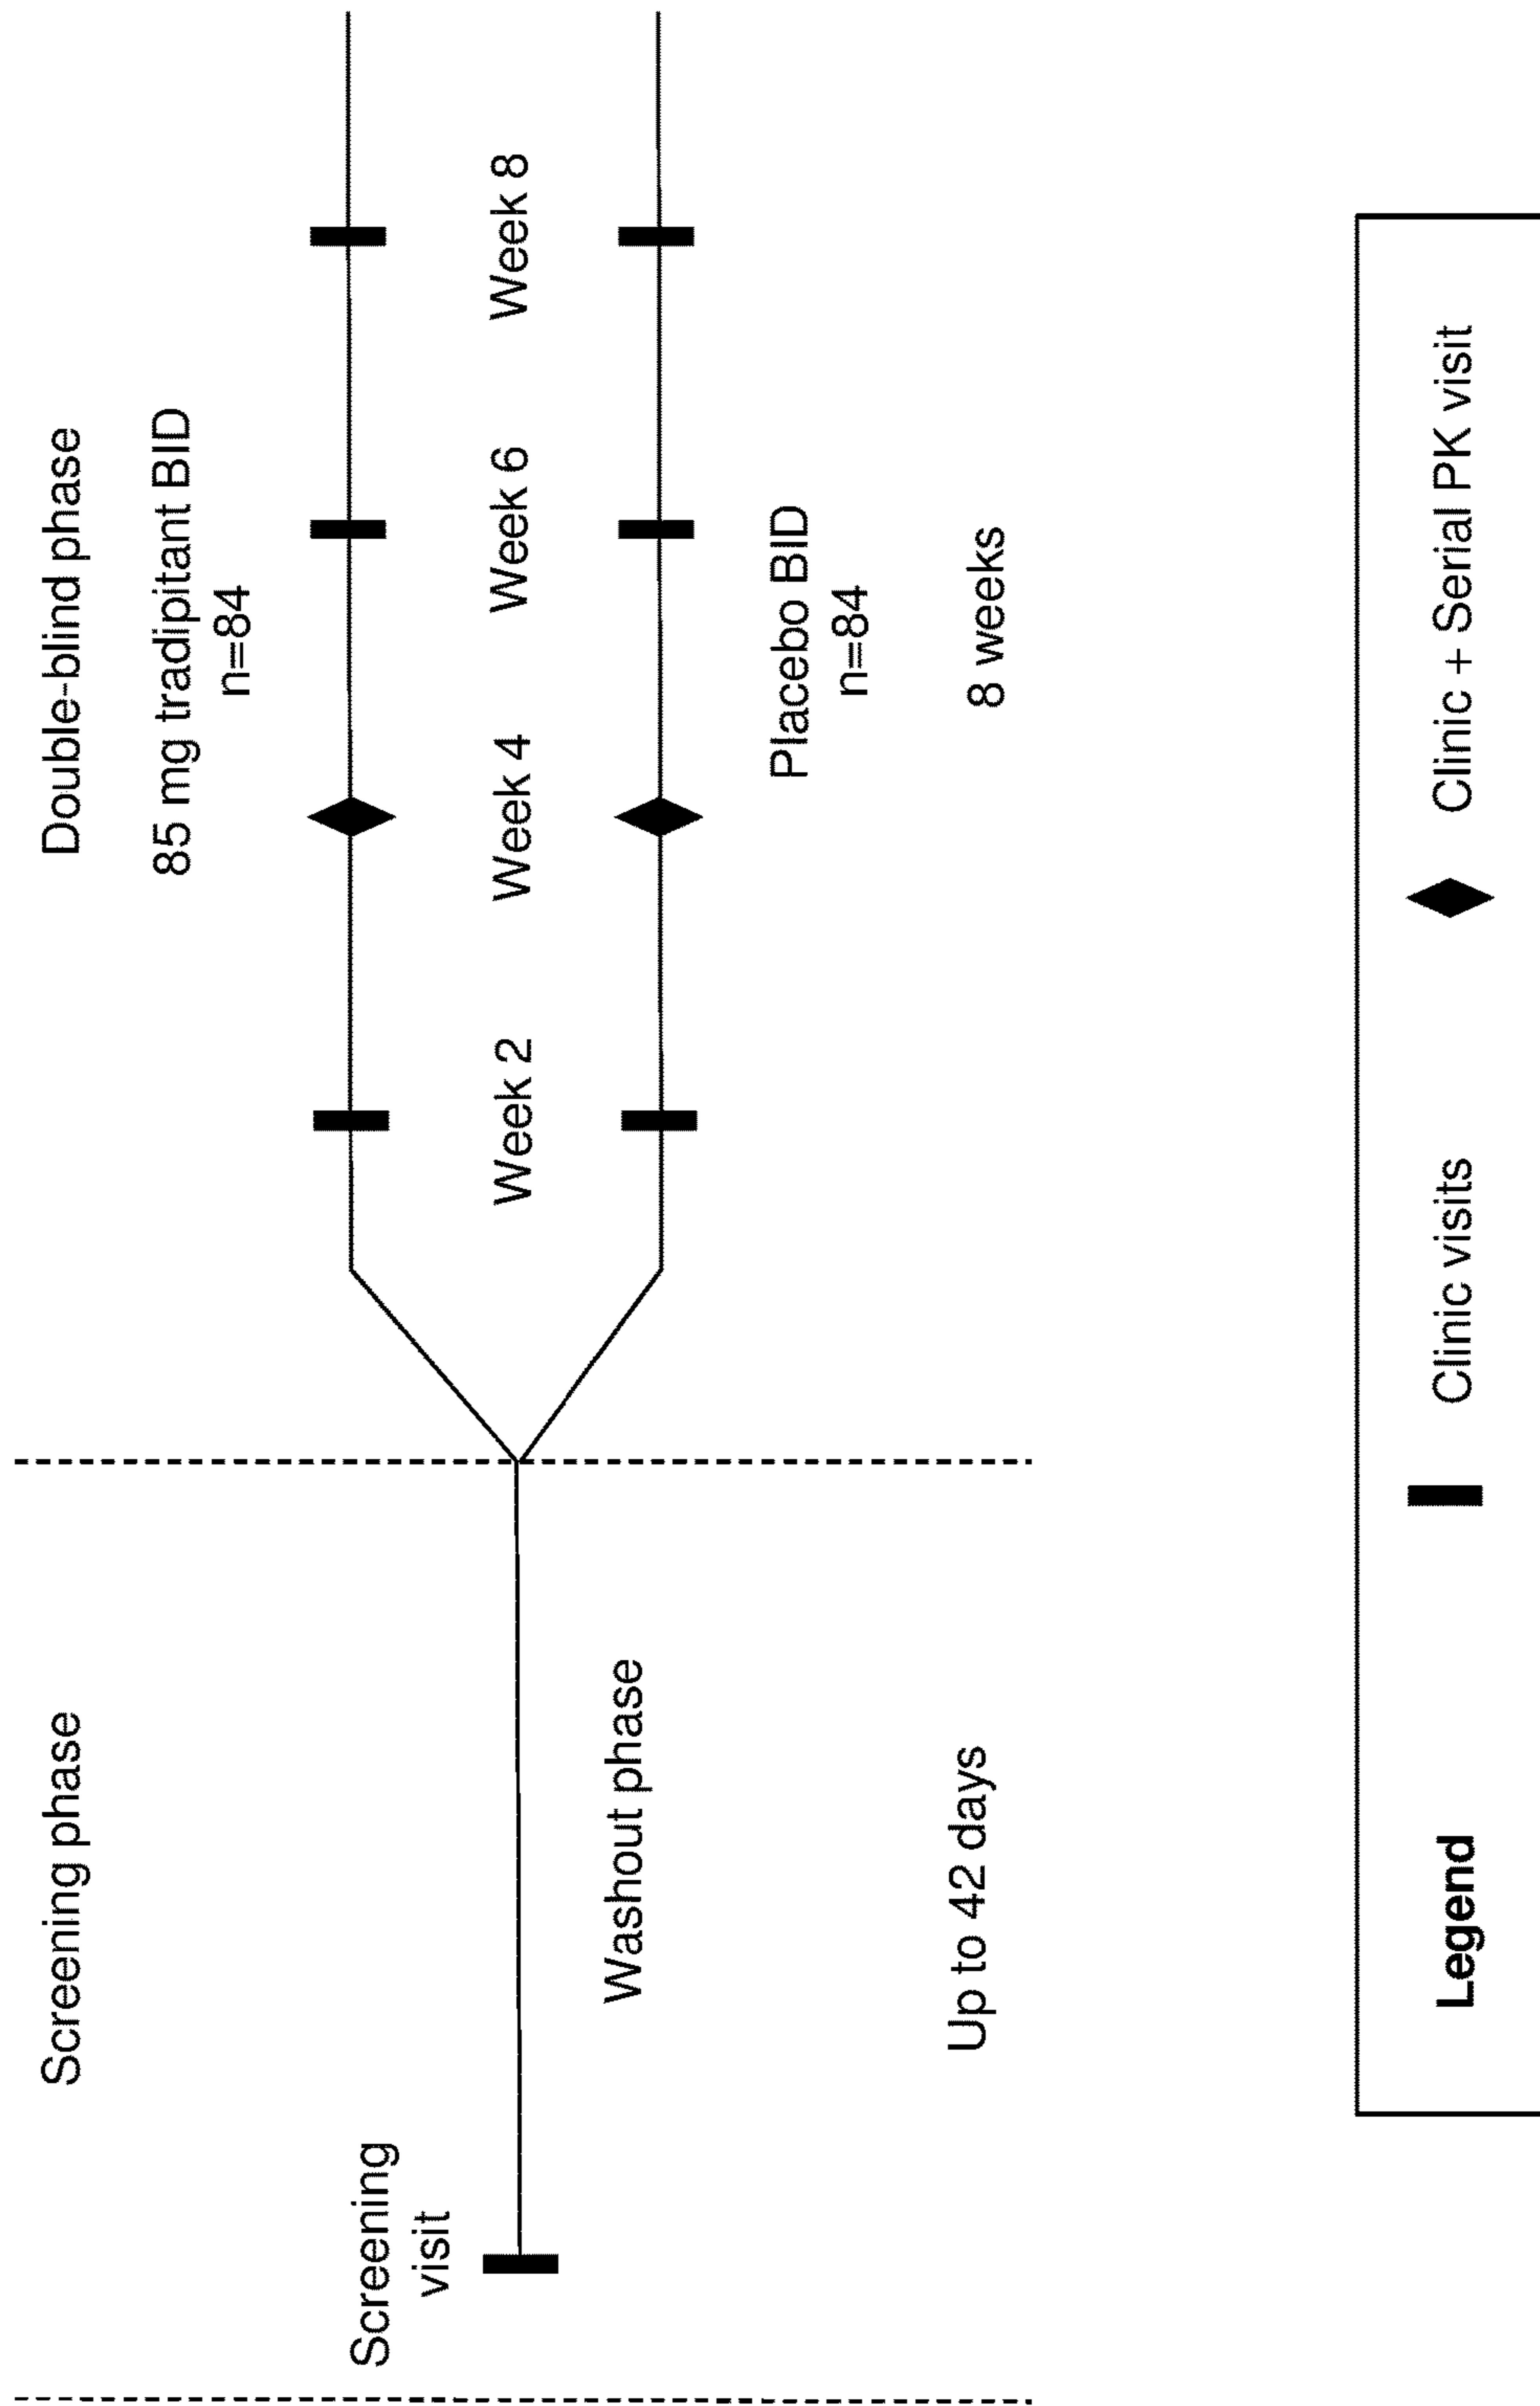 Screening phase
Double-blind phase
85 mg tradipitant BID
n=84
Screening
visit
Week 2
Week 4
Week 6
Week 8
Washout phase
Placebo BID
n=84
Up to 42 days
8 weeks
Legend
Clinic visits
Clinic + Serial PK visit